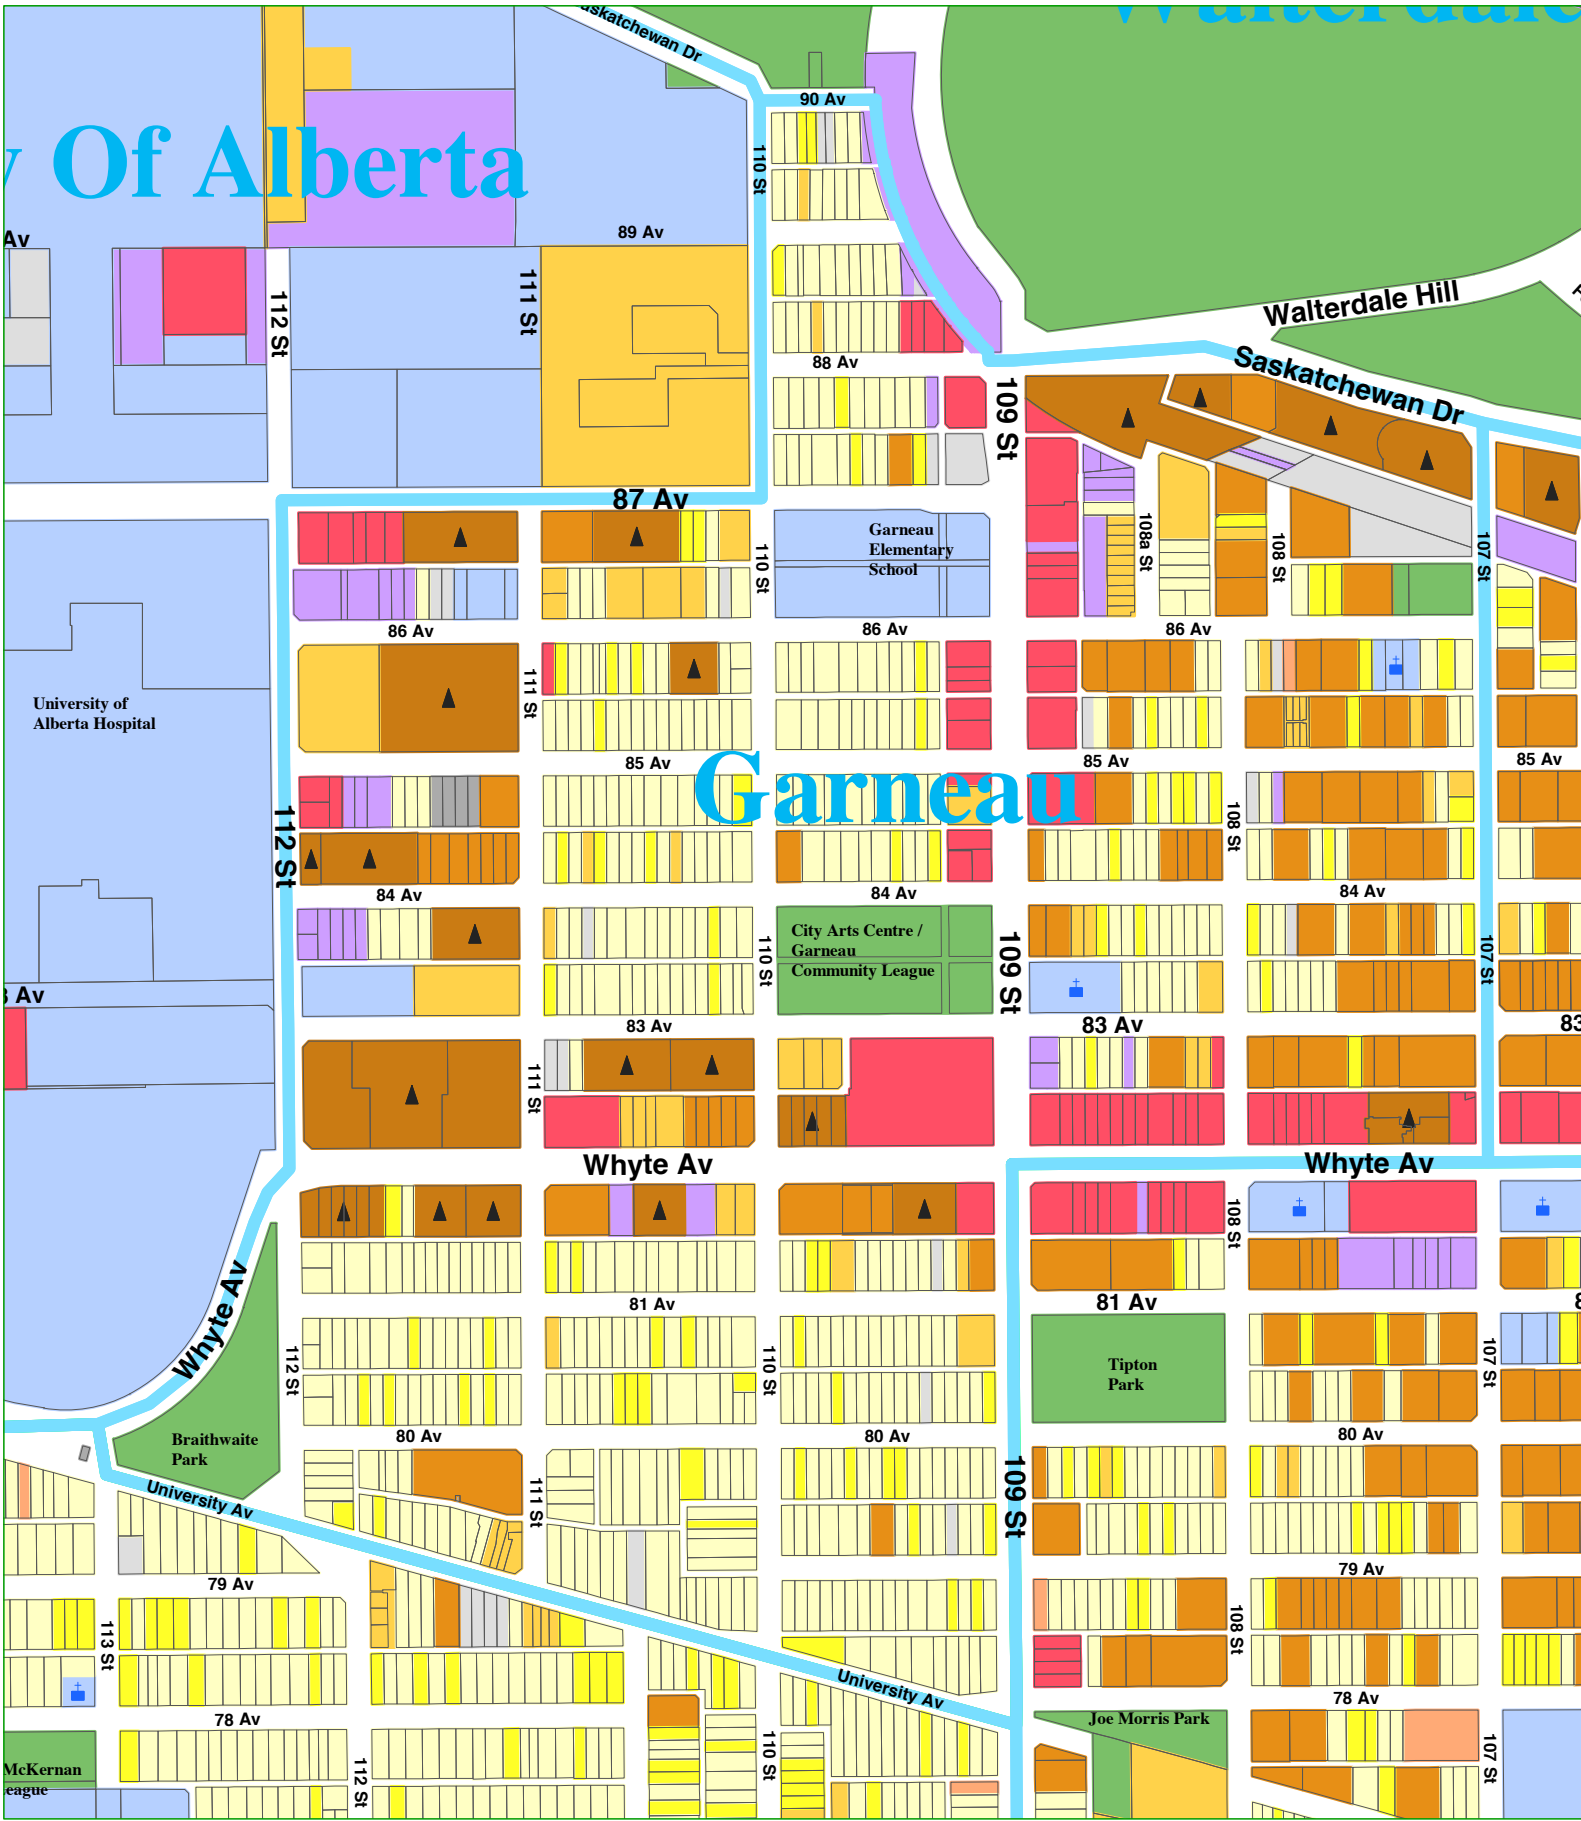 Walterdale
Saskatchewan Dr
90 Av
y Of Alberta
110 St
89 Av
Av
112 St
111 St
Walterdale Hill
88 Av
Saskatchewan Dr
109 St
87 Av
Garneau
Elementary
School
108a St
108 St
107 St
110 St
86 Av
86 Av
86 Av
111 St
University of
Alberta Hospital
85 Av
85 Av
85 Av
Garneau
112 St
108 St
84 Av
84 Av
84 Av
City Arts Centre /
Garneau
Community League
110 St
109 St
107 St
3 Av
83 Av
83 Av
83
111 St
Whyte Av
Whyte Av
108 St
Whyte Av
81 Av
81 Av
8
112 St
110 St
Tipton
Park
107 St
Braithwaite
Park
80 Av
80 Av
80 Av
111 St
109 St
University Av
79 Av
79 Av
113 St
108 St
University Av
78 Av
78 Av
Joe Morris Park
McKernan
eague
112 St
110 St
107 St